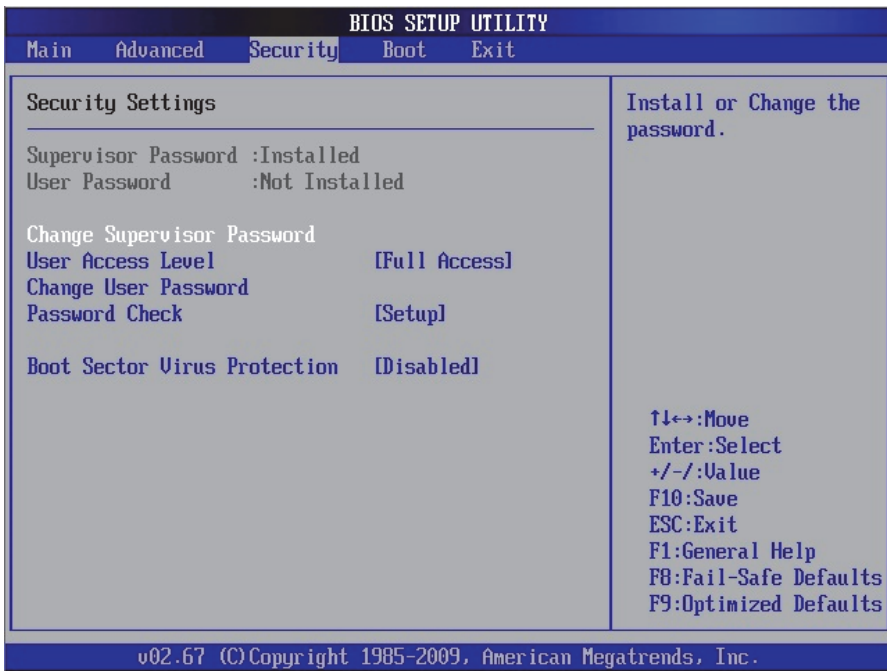 BIOS SETUP UTILITY
Main Advanced Security Boot Exit
Security Settings
Supervisor Password :Installed
User Password :Not Installed
Change Supervisor Password
User Access Level [Full Access]
Change User Password
Password Check [Setup]
Boot Sector Virus Protection [Disabled]
Install or Change the
password.
↑↓←→:Move
Enter:Select
+/-/:Value
F10:Save
ESC:Exit
F1:General Help
F8:Fail-Safe Defaults
F9:Optimized Defaults
v02.67 (C)Copyright 1985-2009, American Megatrends, Inc.